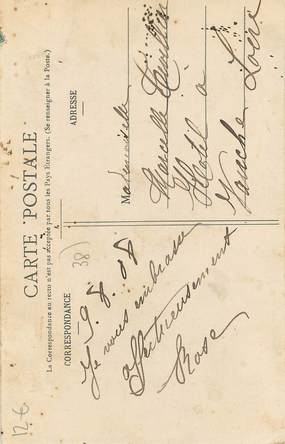 CARTE POSTALE
La Correspondance au recto n'est pas acceptée par tous les Pays Etrangers. (Se renseigner à la Poste.)
CORRESPONDANCE
ADRESSE
38)
9. 8. 08
Je vous embrasse
affectueusement
Rose
Mademoiselle
Marcelle
Hotel
Loire
12 €